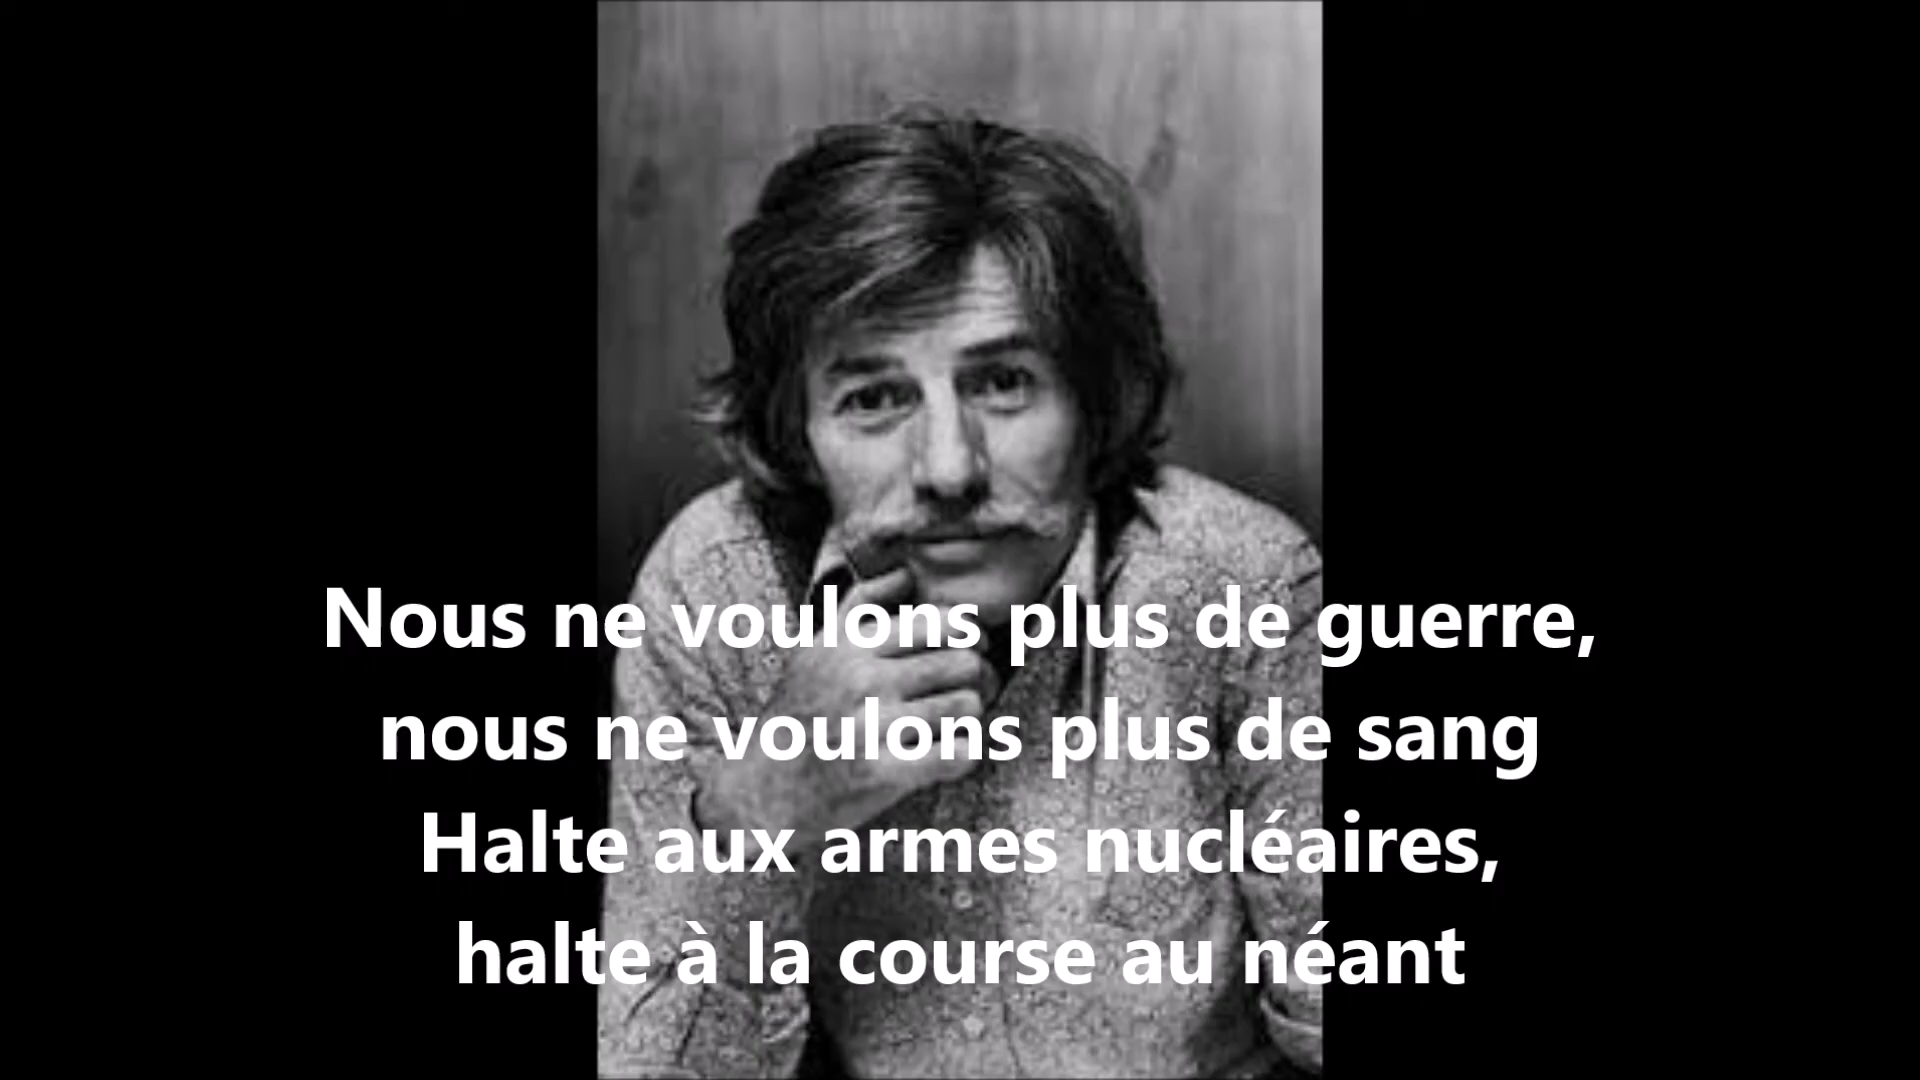 Nous ne voulons plus de guerre,
nous ne voulons plus de sang
Halte aux armes nucléaires,
halte à la course au néant